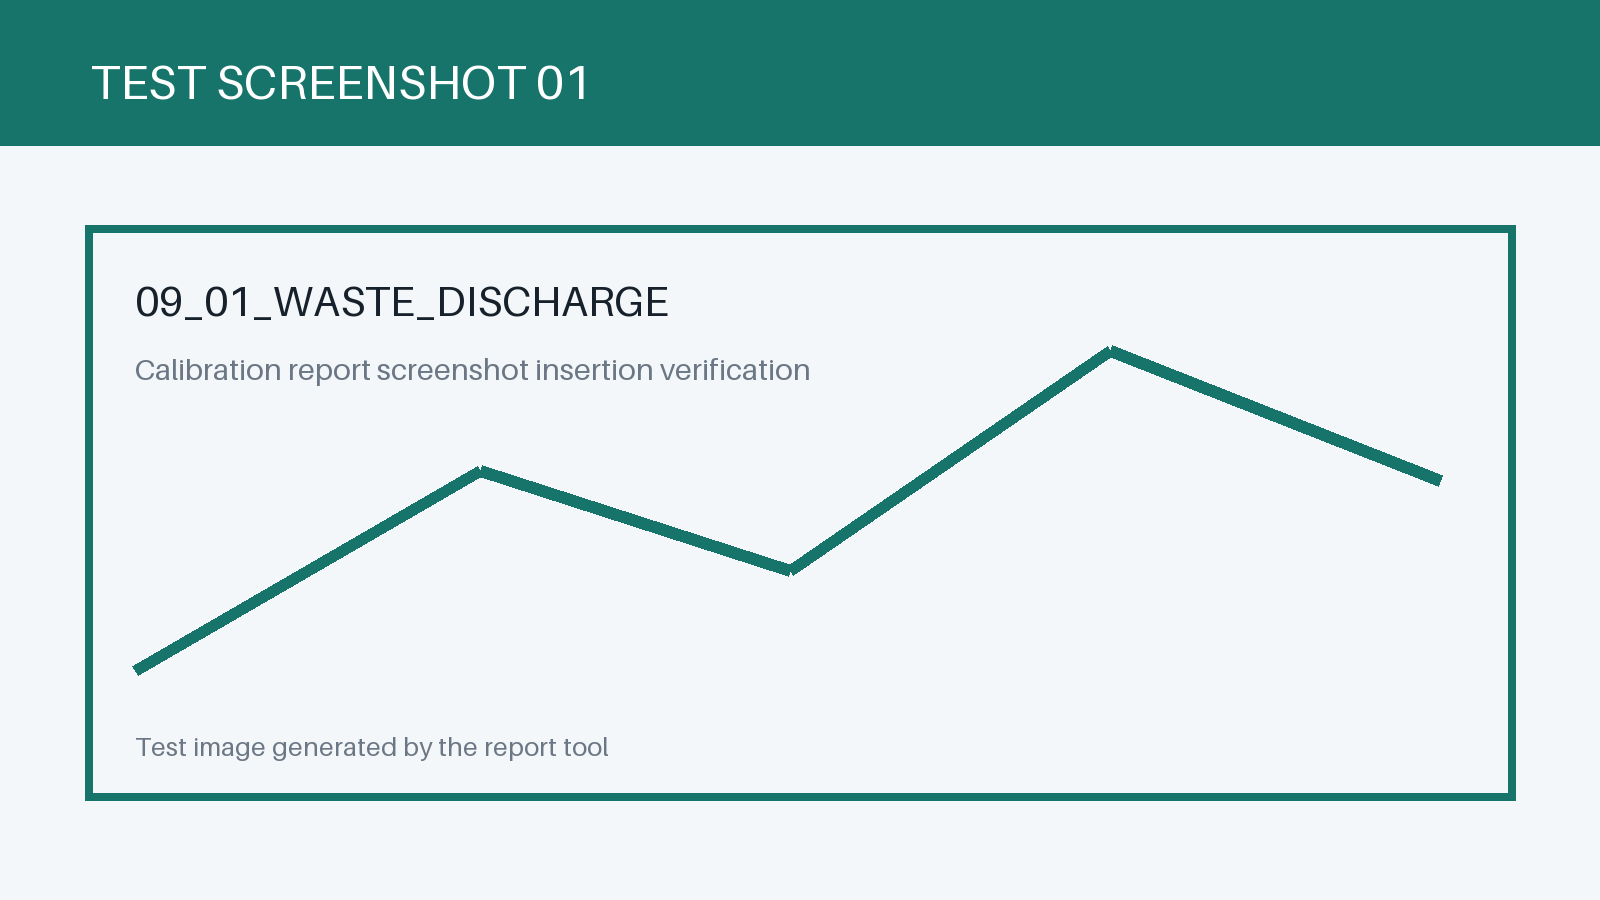 TEST SCREENSHOT 01
09_01_WASTE_DISCHARGE
Calibration report screenshot insertion verification
Test image generated by the report tool